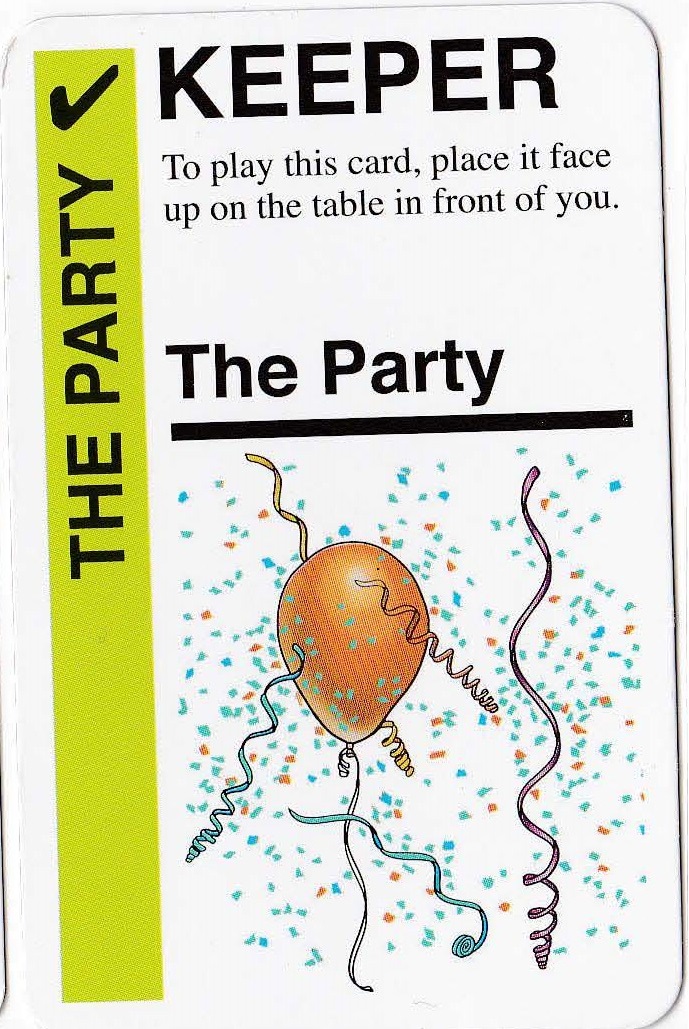 KEEPER
To play this card, place it face
up on the table in front of you.
The Party
THE PARTY